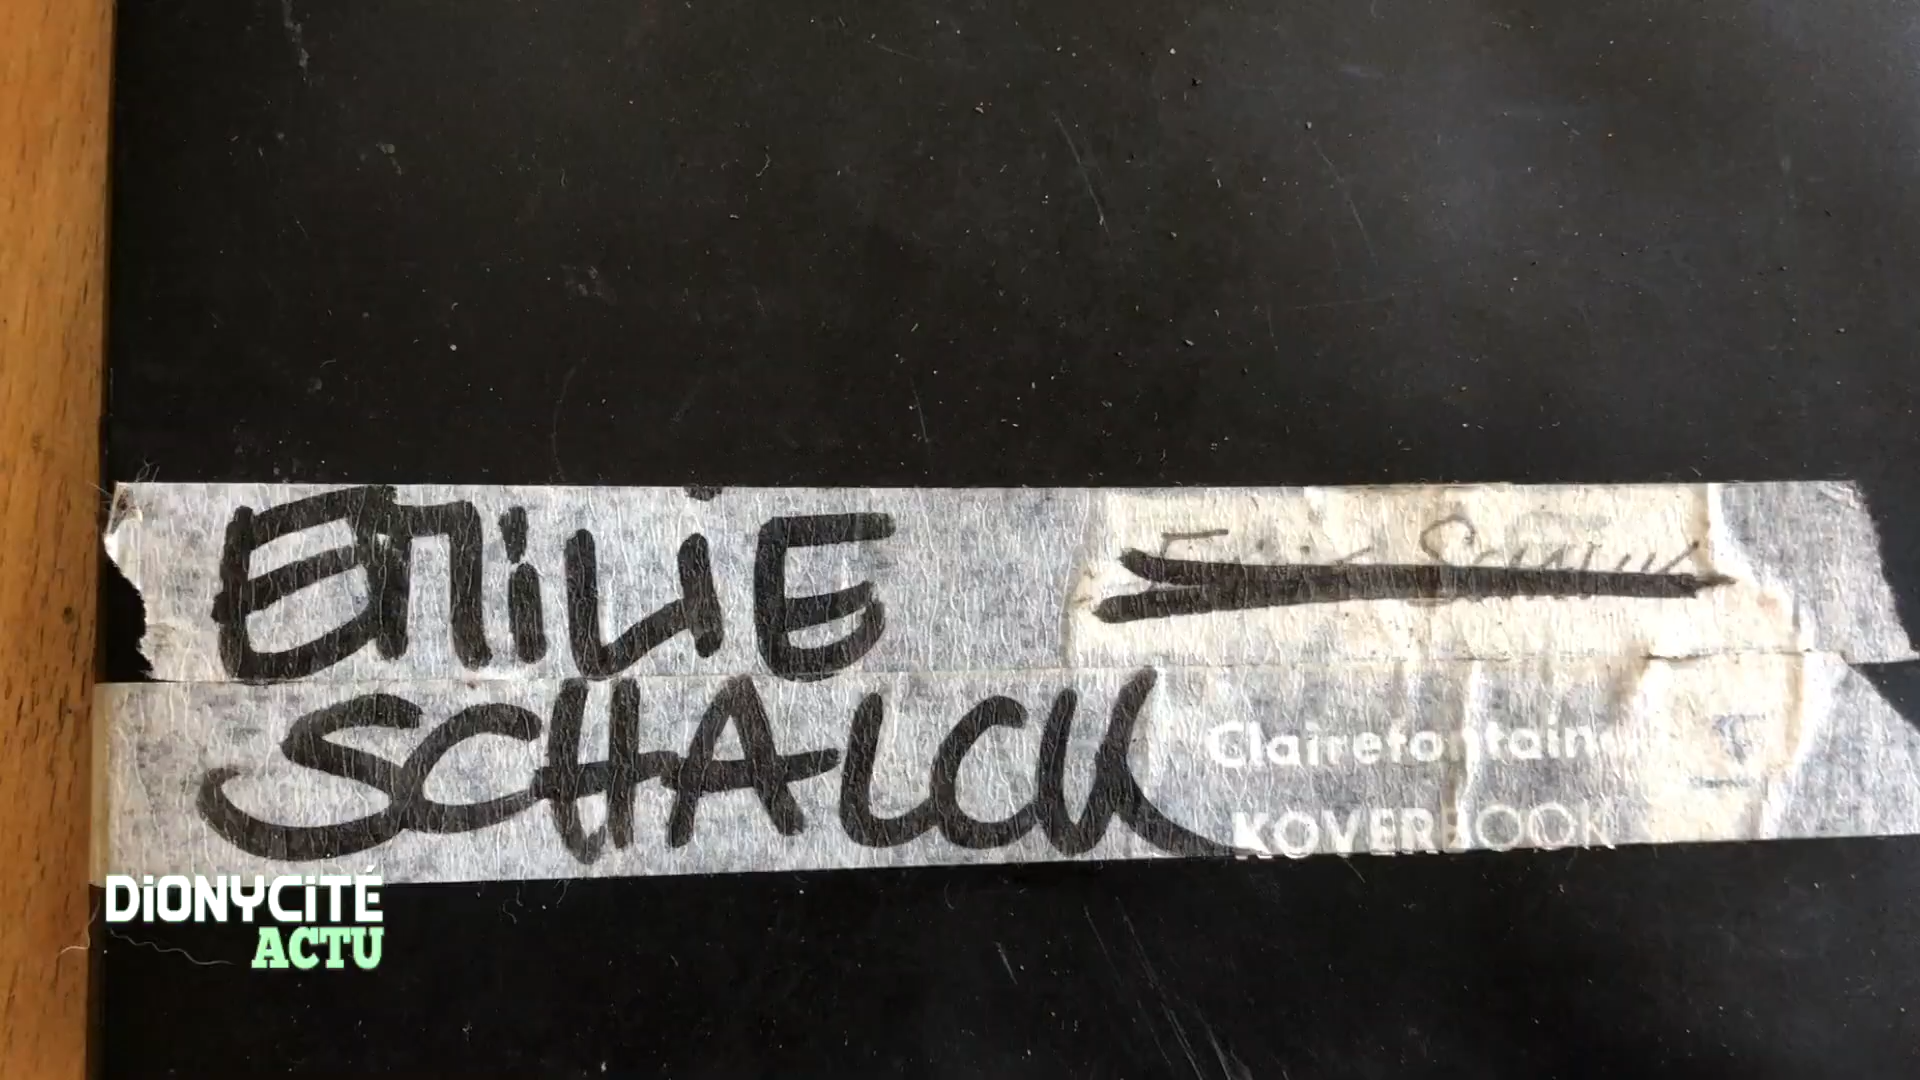 EMiLiE
SCHALCK
Clairefontaine
KOVERBOOK
DiONYCiTÉ
ACTU